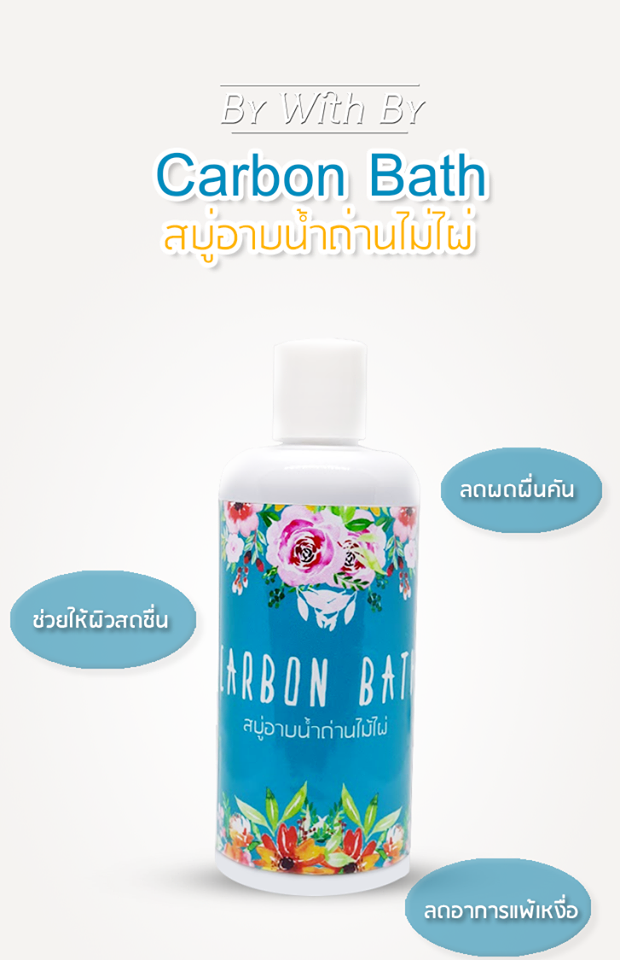 By With By
Carbon Bath
สบู่อาบน้ำถ่านไม่ไผ่
ลดผดผื่นคัน
ช่วยให้ผิวสดชื่น
CARBON BATH
สบู่อาบน้ำถ่านไม้ไผ่
ลดอาการแพ้เหงื่อ